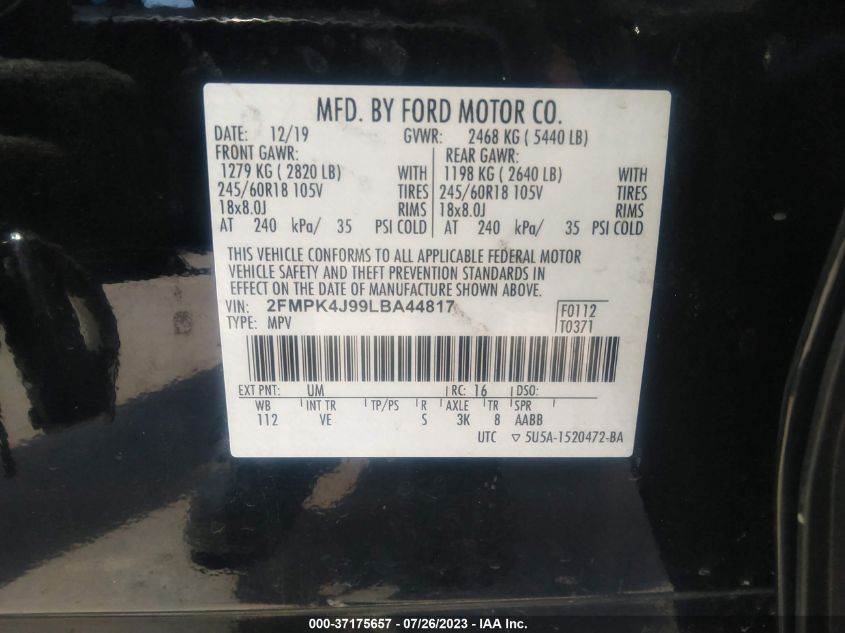 MFD. BY FORD MOTOR CO.
DATE: 12/19 GVWR: 2468 KG ( 5440 LB)
FRONT GAWR: REAR GAWR:
1279 KG ( 2820 LB) WITH 1198 KG ( 2640 LB) WITH
245/60R18 105V TIRES 245/60R18 105V TIRES
18x8.0J RIMS 18x8.0J RIMS
AT 240 kPa/ 35 PSI COLD AT 240 kPa/ 35 PSI COLD
THIS VEHICLE CONFORMS TO ALL APPLICABLE FEDERAL MOTOR
VEHICLE SAFETY AND THEFT PREVENTION STANDARDS IN
EFFECT ON THE DATE OF MANUFACTURE SHOWN ABOVE.
VIN: 2FMPK4J99LBA44817 F0112
TYPE: MPV T0371
EXT PNT: UM RC: 16 DSO:
WB INT TR TP/PS R AXLE TR SPR
112 VE S 3K 8 AABB
UTC ▽ 5U5A-1520472-BA
000-37175657 - 07/26/2023 - IAA Inc.